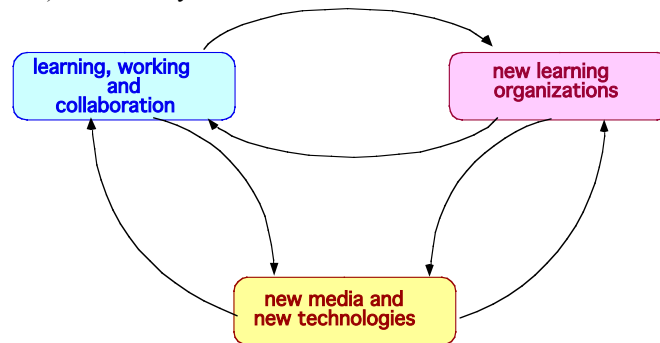 learning, working
and
collaboration
new learning
organizations
new media and
new technologies